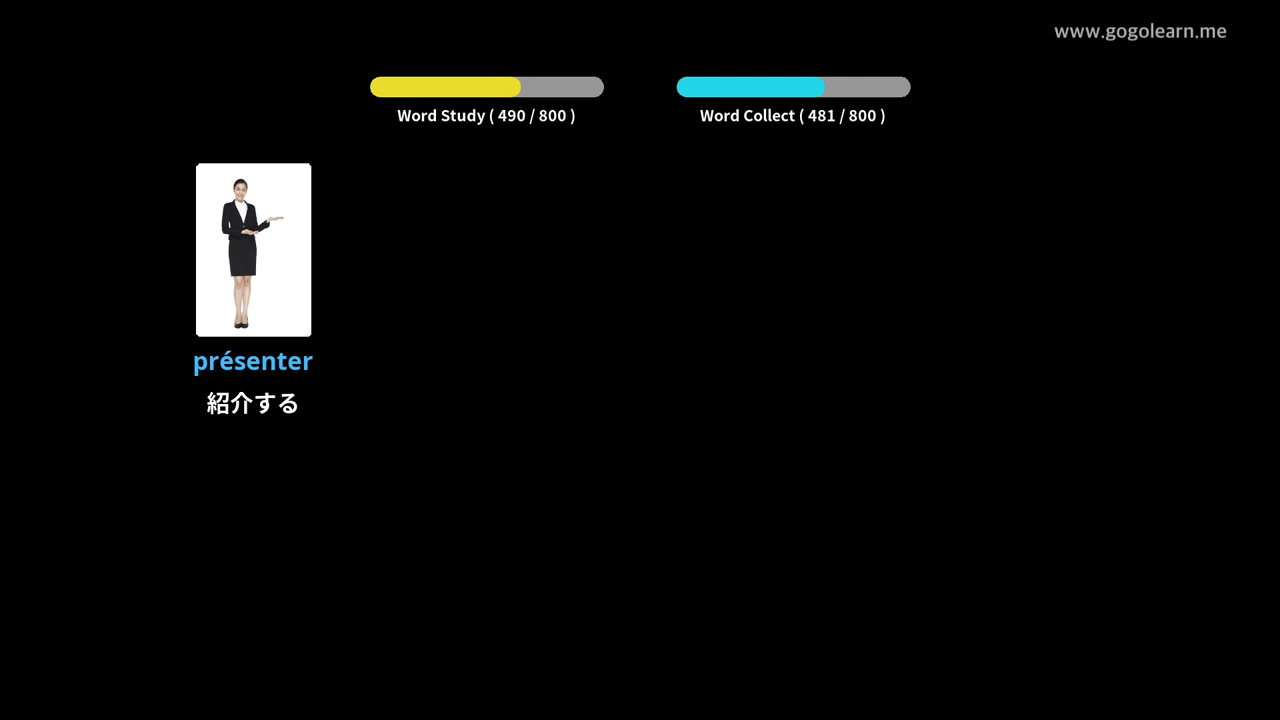 www.gogolearn.me
Word Study ( 490 / 800 )
Word Collect ( 481 / 800 )
présenter
紹介する